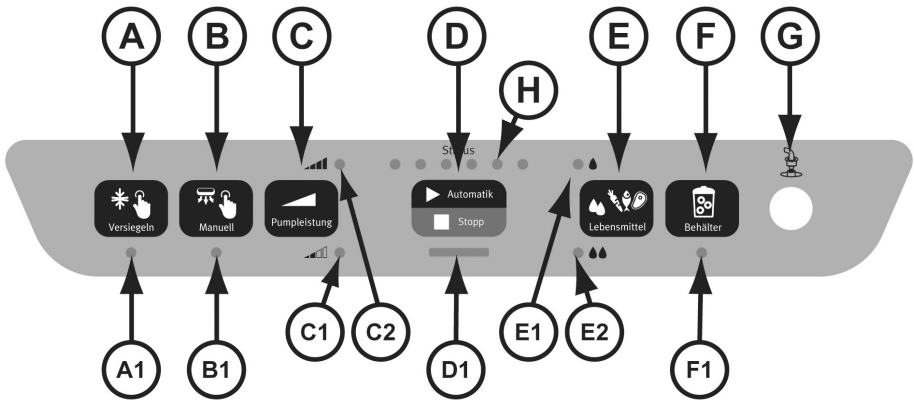 A B C D E F G
H
Status
Versiegeln
Manuell
Pumpleistung
Automatik
Stopp
Lebensmittel
Behälter
A1 B1 C1 C2 D1 E1 E2 F1